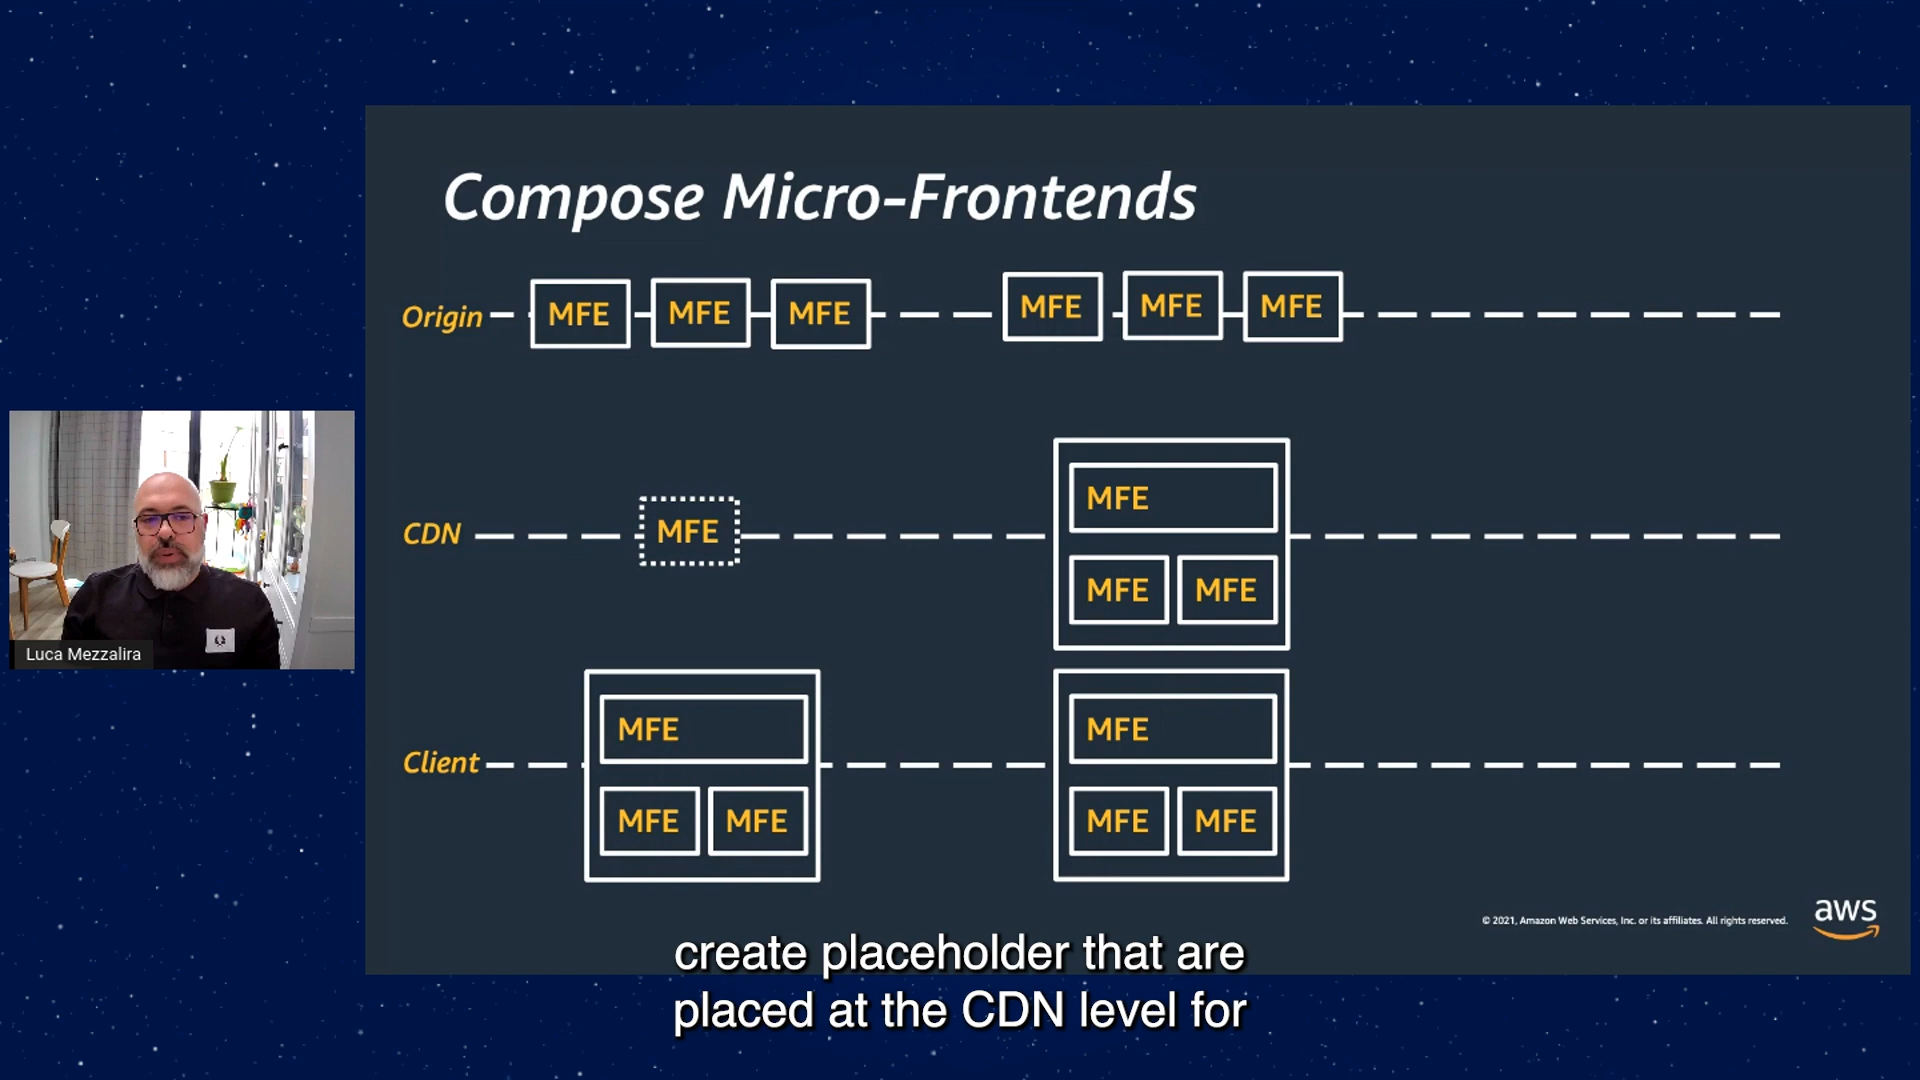 Compose Micro-Frontends
Origin MFE MFE MFE MFE MFE MFE
CDN MFE
MFE
MFE MFE
Client
MFE
MFE MFE
MFE
MFE MFE
Luca Mezzalira
© 2021, Amazon Web Services, Inc. or its affiliates. All rights reserved.
aws
create placeholder that are
placed at the CDN level for